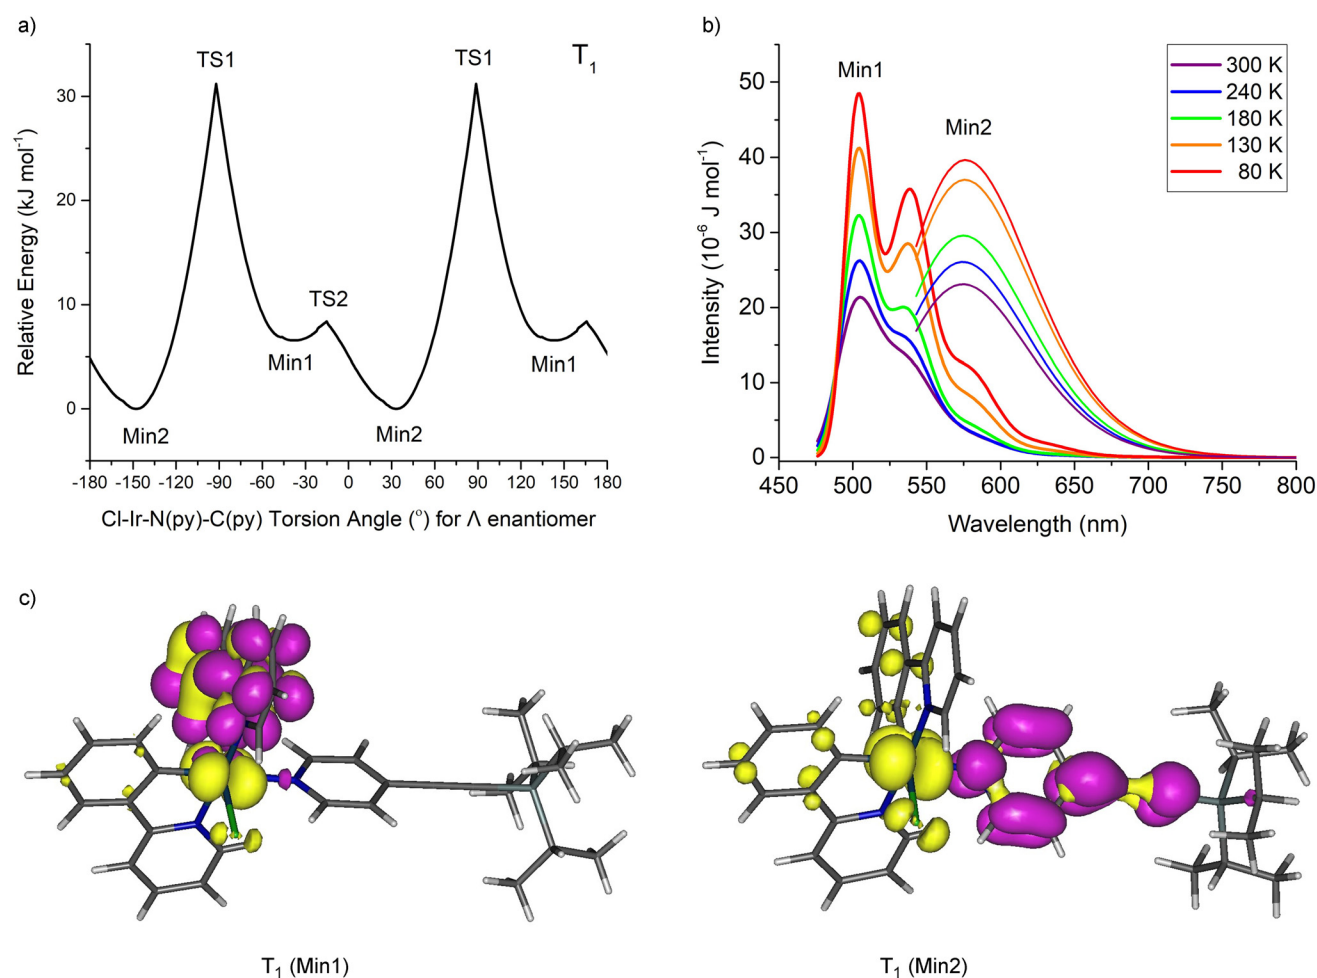 a)
TS1
TS1
T₁
TS2
Min1
Min1
Min2
Min2
30
20
10
0
Relative Energy (kJ mol⁻¹)
-180 -150 -120 -90 -60 -30 0 30 60 90 120 150 180
Cl-Ir-N(py)-C(py) Torsion Angle (°) for Λ enantiomer
b)
Min1
Min2
300 K
240 K
180 K
130 K
80 K
50
40
30
20
10
0
Intensity (10⁻⁶ J mol⁻¹)
450 500 550 600 650 700 750 800
Wavelength (nm)
c)
T₁ (Min1)
T₁ (Min2)